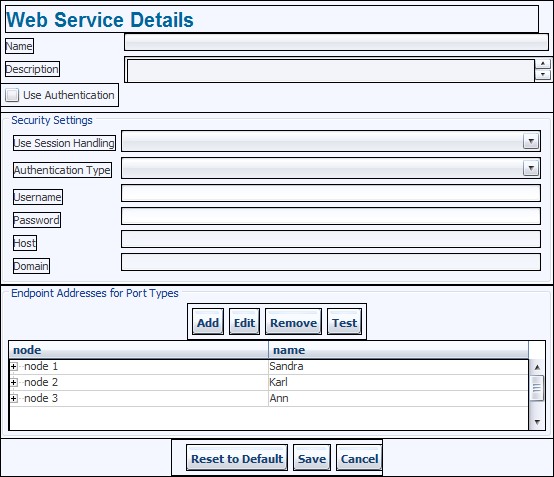 Web Service Details
Name
Description
Use Authentication
Security Settings
Use Session Handling
Authentication Type
Username
Password
Host
Domain
Endpoint Addresses for Port Types
Add Edit Remove Test
node name
node 1 Sandra
node 2 Karl
node 3 Ann
Reset to Default Save Cancel